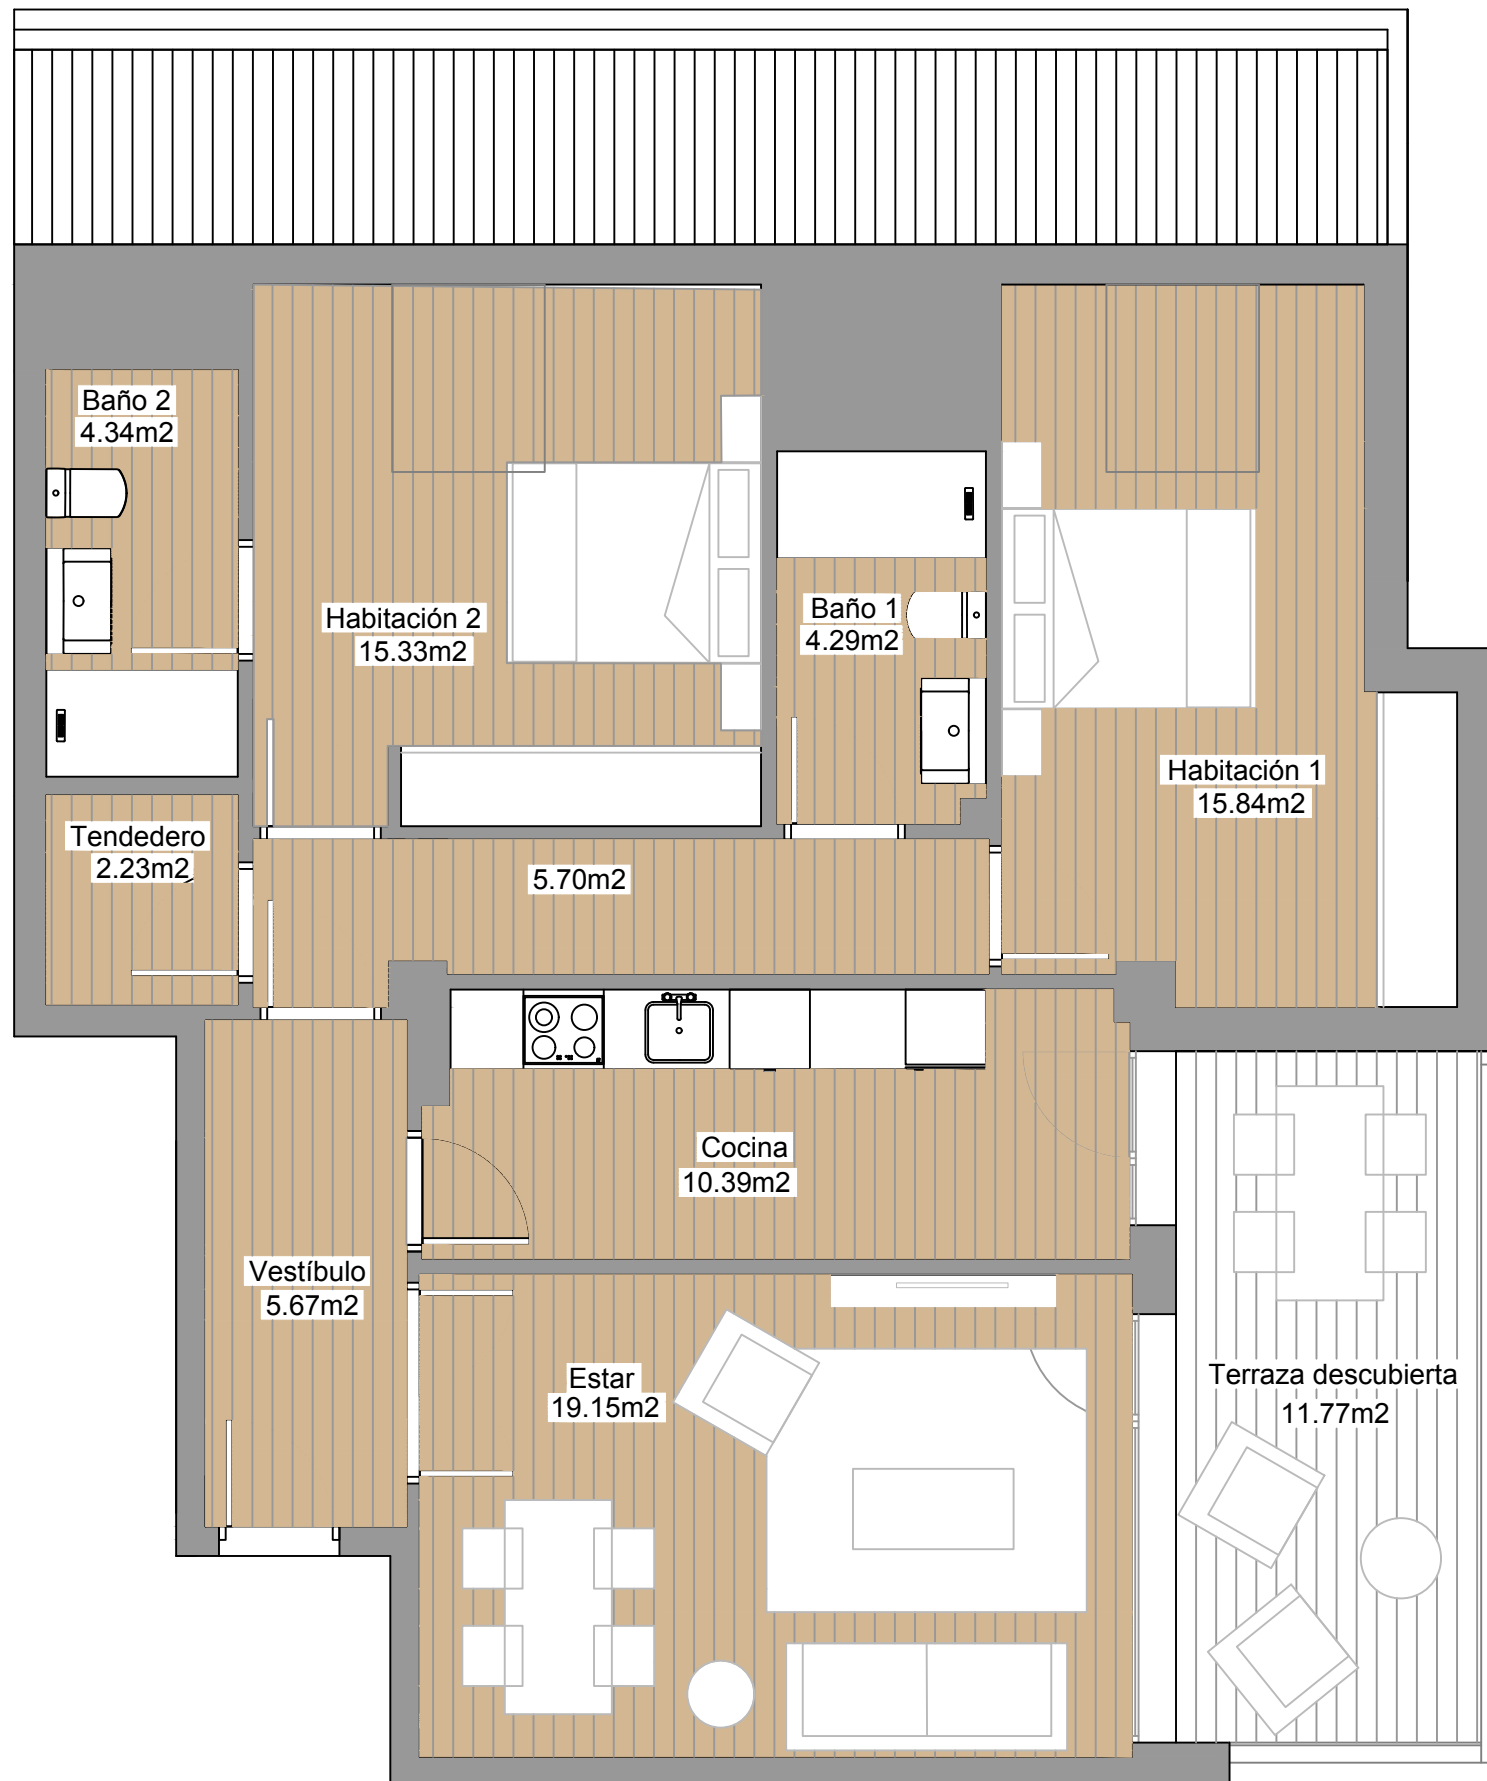 Baño 2
4.34m2
Habitación 2
15.33m2
Baño 1
4.29m2
Habitación 1
15.84m2
Tendedero
2.23m2
5.70m2
Cocina
10.39m2
Vestíbulo
5.67m2
Estar
19.15m2
Terraza descubierta
11.77m2